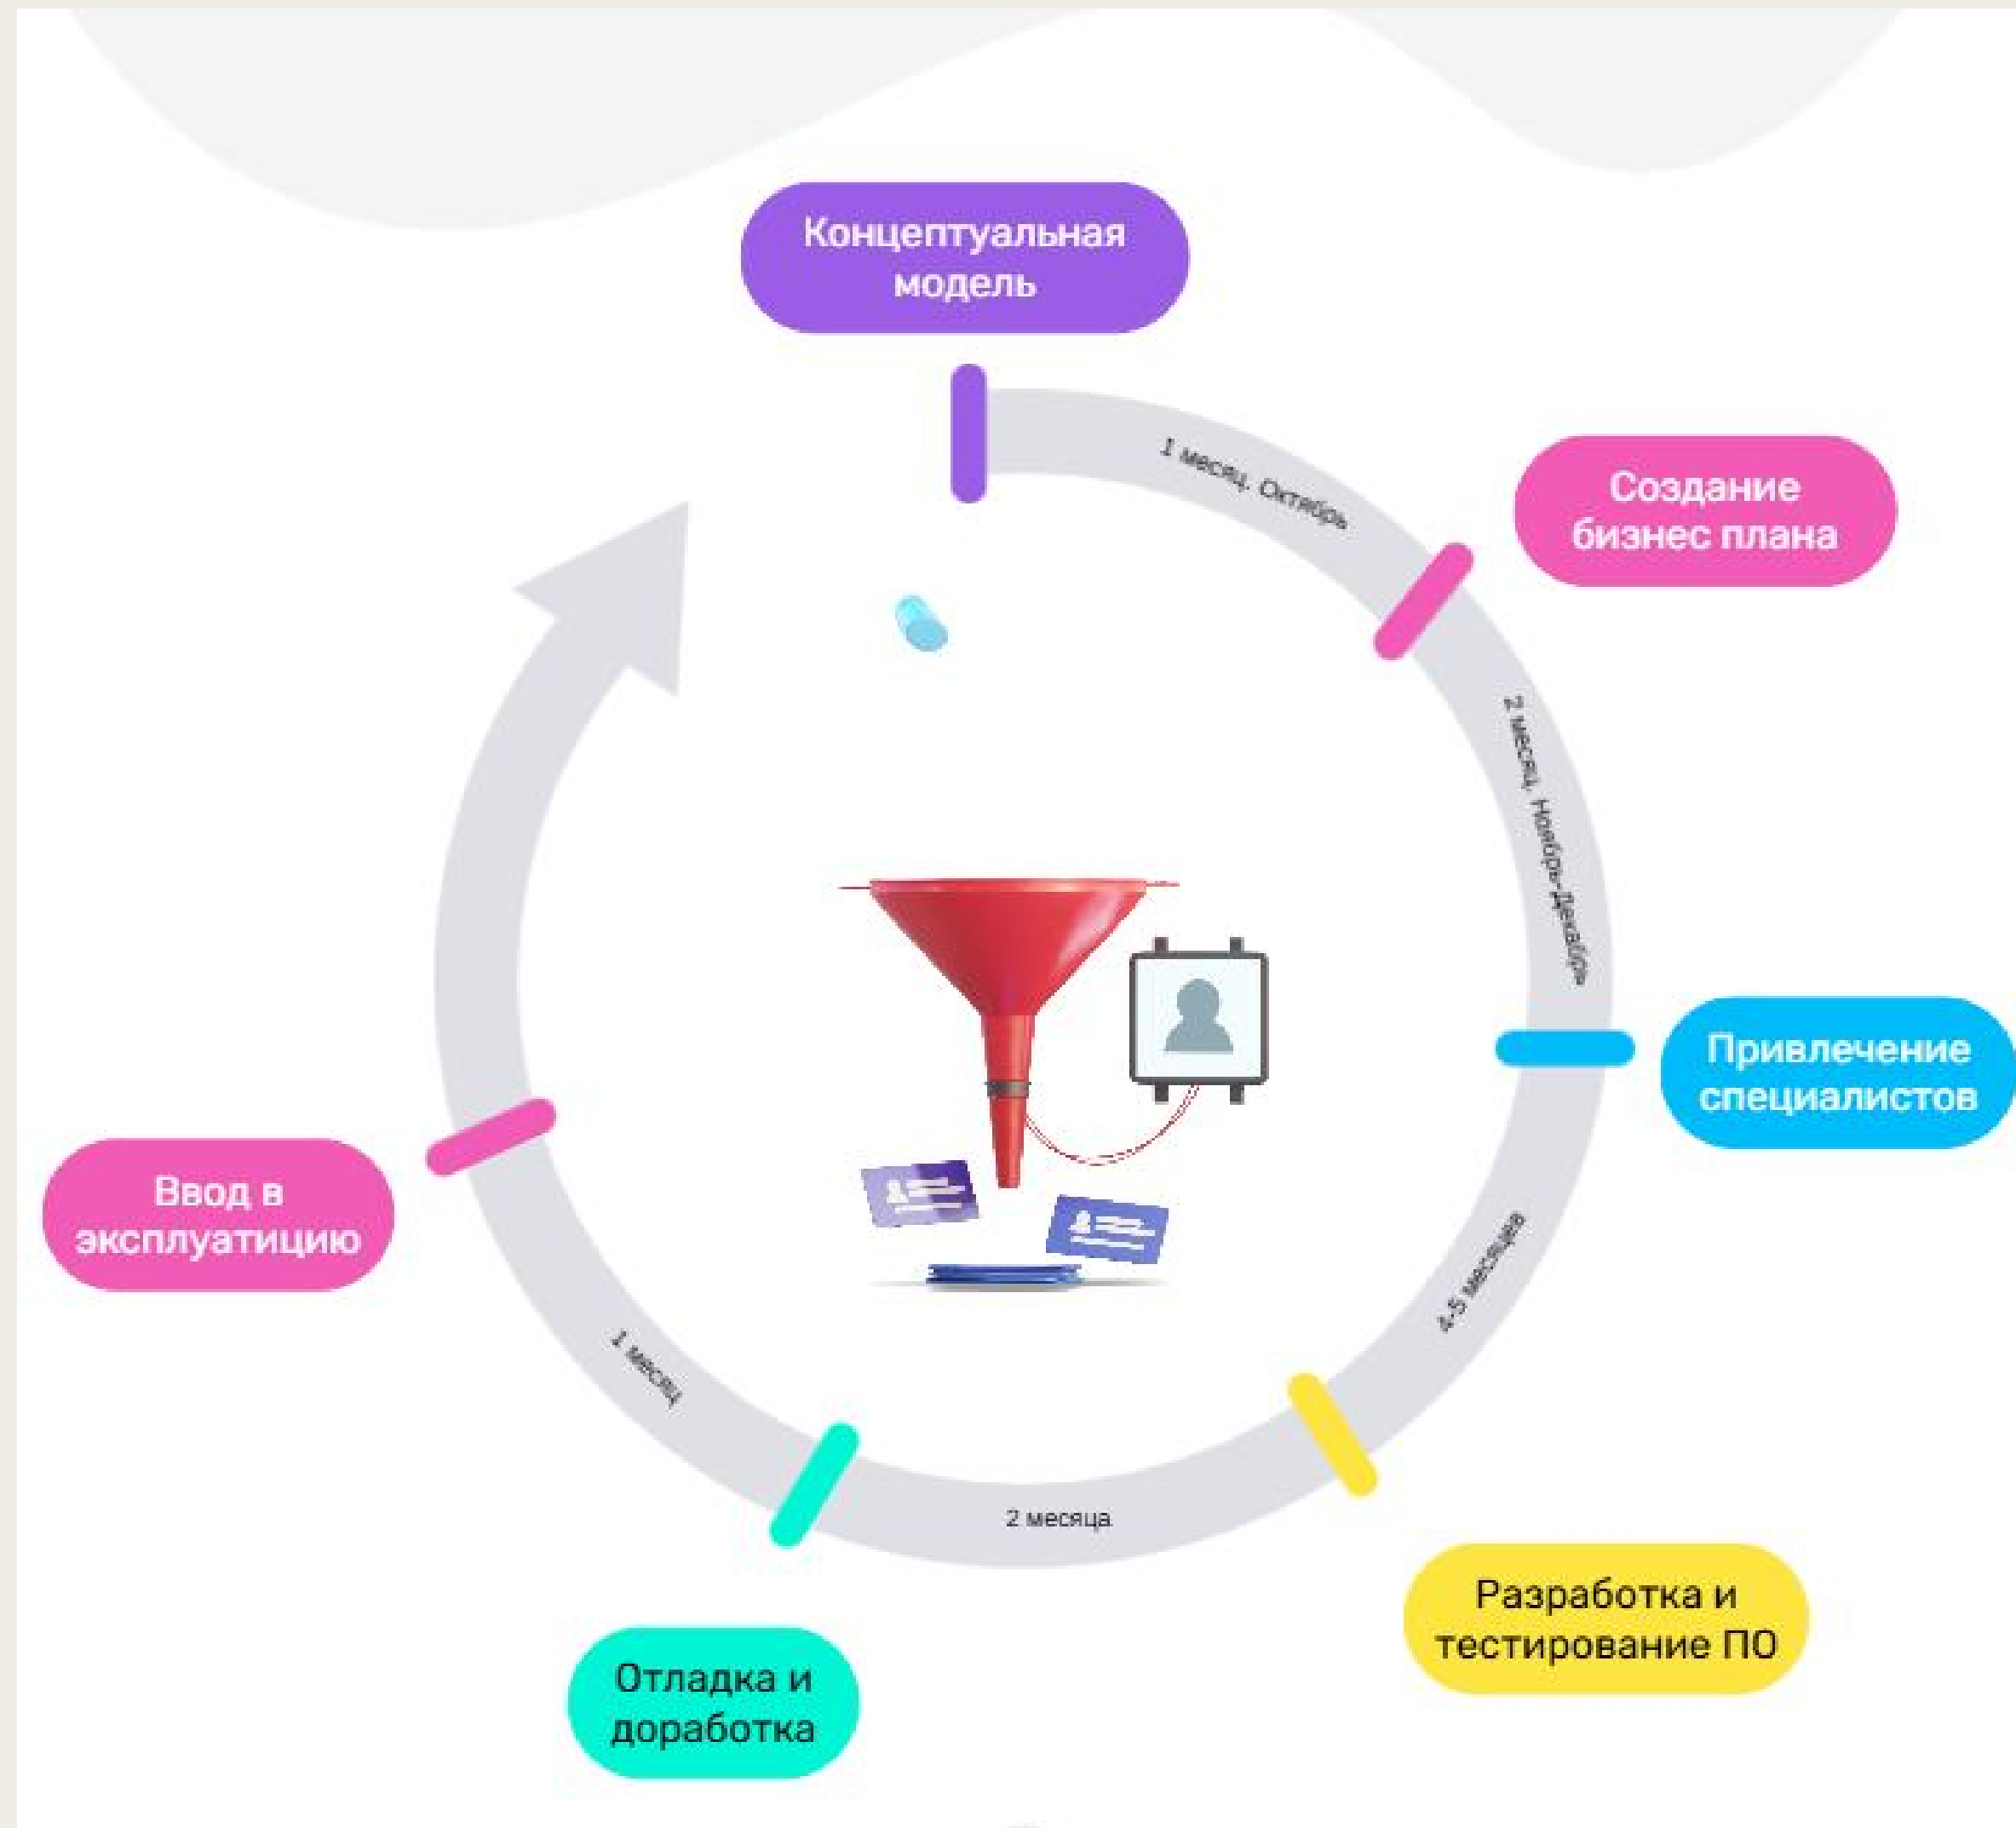 Концептуальная
модель
1 месяц. Октябрь
Создание
бизнес плана
2 месяц. Ноябрь-Декабрь
Привлечение
специалистов
4-5 месяцев
Разработка и
тестирование ПО
2 месяца
Отладка и
доработка
1 месяц
Ввод в
эксплуатицию